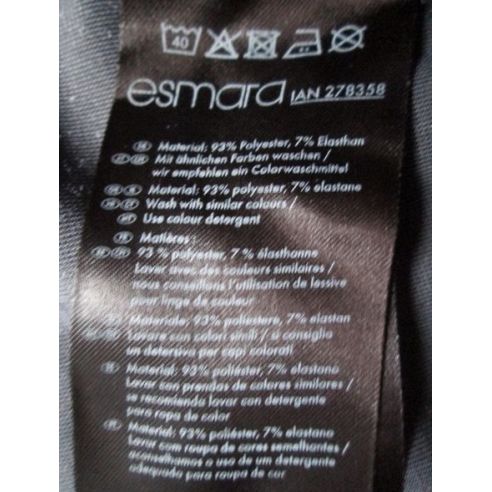 40
esmara IAN 278358
Material: 93% Polyester, 7% Elasthan
Mit ähnlichen Farben waschen /
wir empfehlen ein Colorwaschmittel
Material: 93% polyester, 7% elastane
Wash with similar colours /
Use colour detergent
Matières :
93 % polyester, 7 % élasthanne
Laver avec des couleurs similaires /
nous conseillons l'utilisation de lessive
pour linge de couleur
Materiale: 93% poliestere, 7% elastan
Lavare con colori simili / si consiglia
un detersivo per capi colorati
Material: 93% poliéster, 7% elastano
Lavar con prendas de colores similares /
se recomienda lavar con detergente
para ropa de color
Material: 93% poliéster, 7% elastano
Lavar com roupa de cores semelhantes /
aconselhamos o uso de um detergente
adequado para roupa de cor